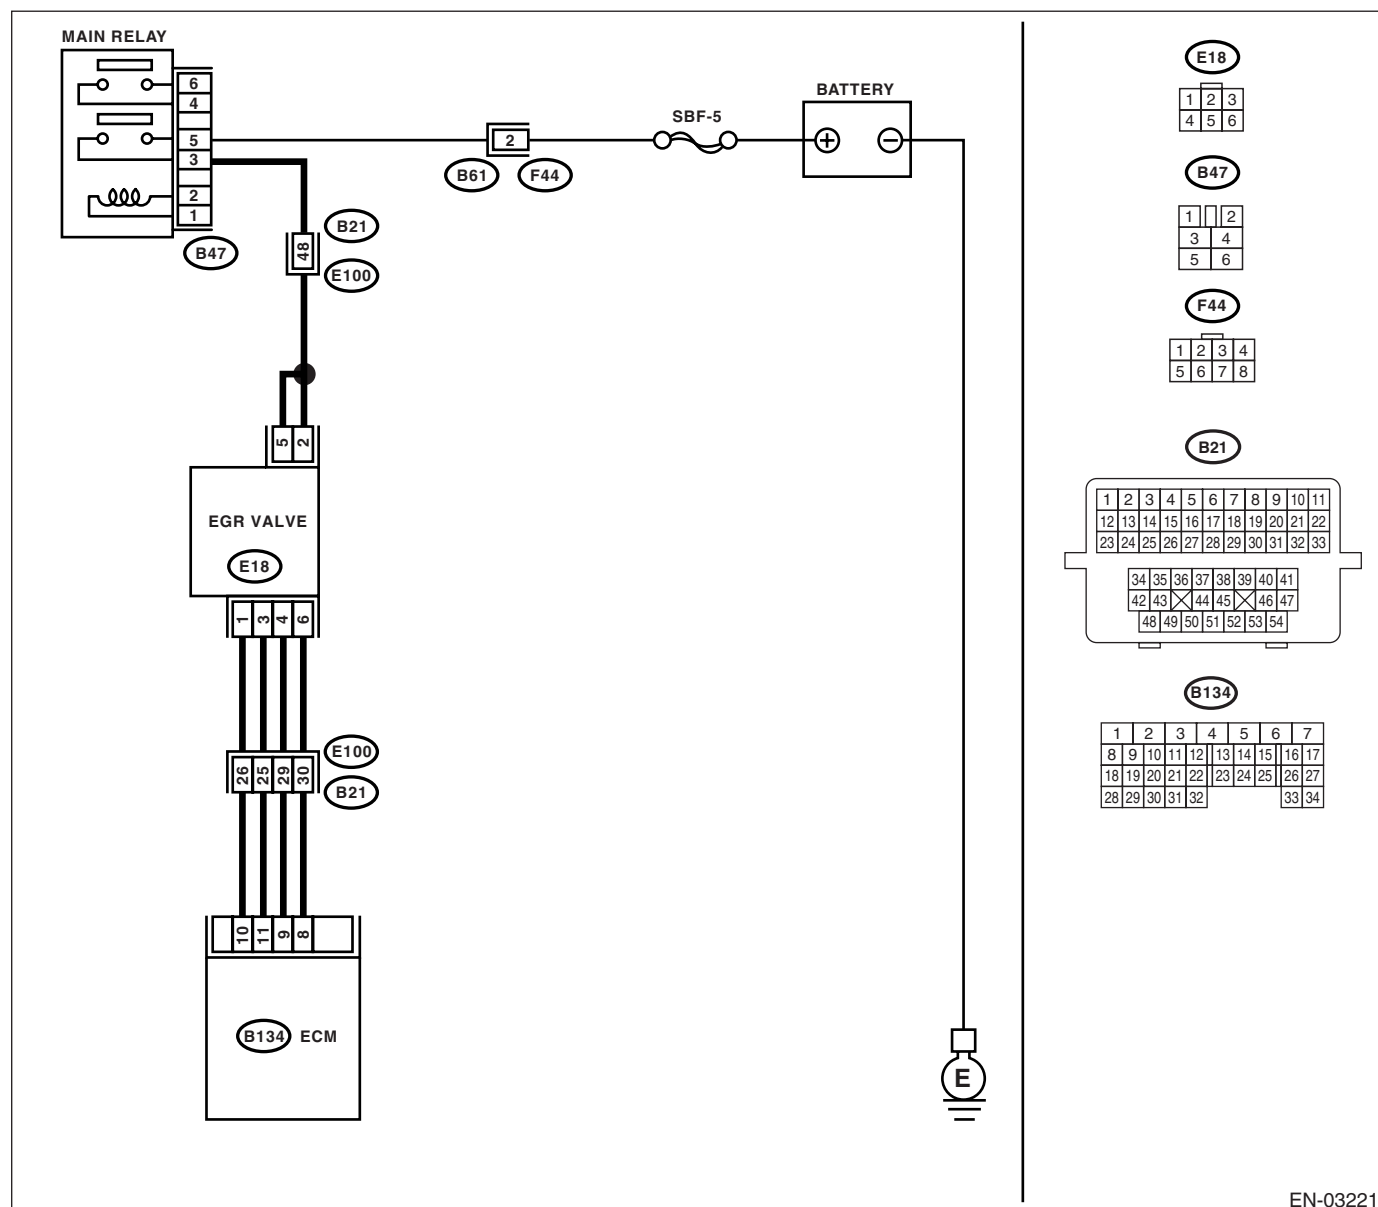 MAIN RELAY
6
4
5
3
2
1
B47
B21
48
E100
2
B61 F44
SBF-5
BATTERY
+ −
5 2
EGR VALVE
E18
1 3 4 6
E100
26 25 29 30
B21
10 11 9 8
B134 ECM
E
E18
1 2 3
4 5 6
B47
1 2
3 4
5 6
F44
1 2 3 4
5 6 7 8
B21
1 2 3 4 5 6 7 8 9 10 11
12 13 14 15 16 17 18 19 20 21 22
23 24 25 26 27 28 29 30 31 32 33
34 35 36 37 38 39 40 41
42 43 44 45 46 47
48 49 50 51 52 53 54
B134
1 2 3 4 5 6 7
8 9 10 11 12 13 14 15 16 17
18 19 20 21 22 23 24 25 26 27
28 29 30 31 32 33 34
EN-03221